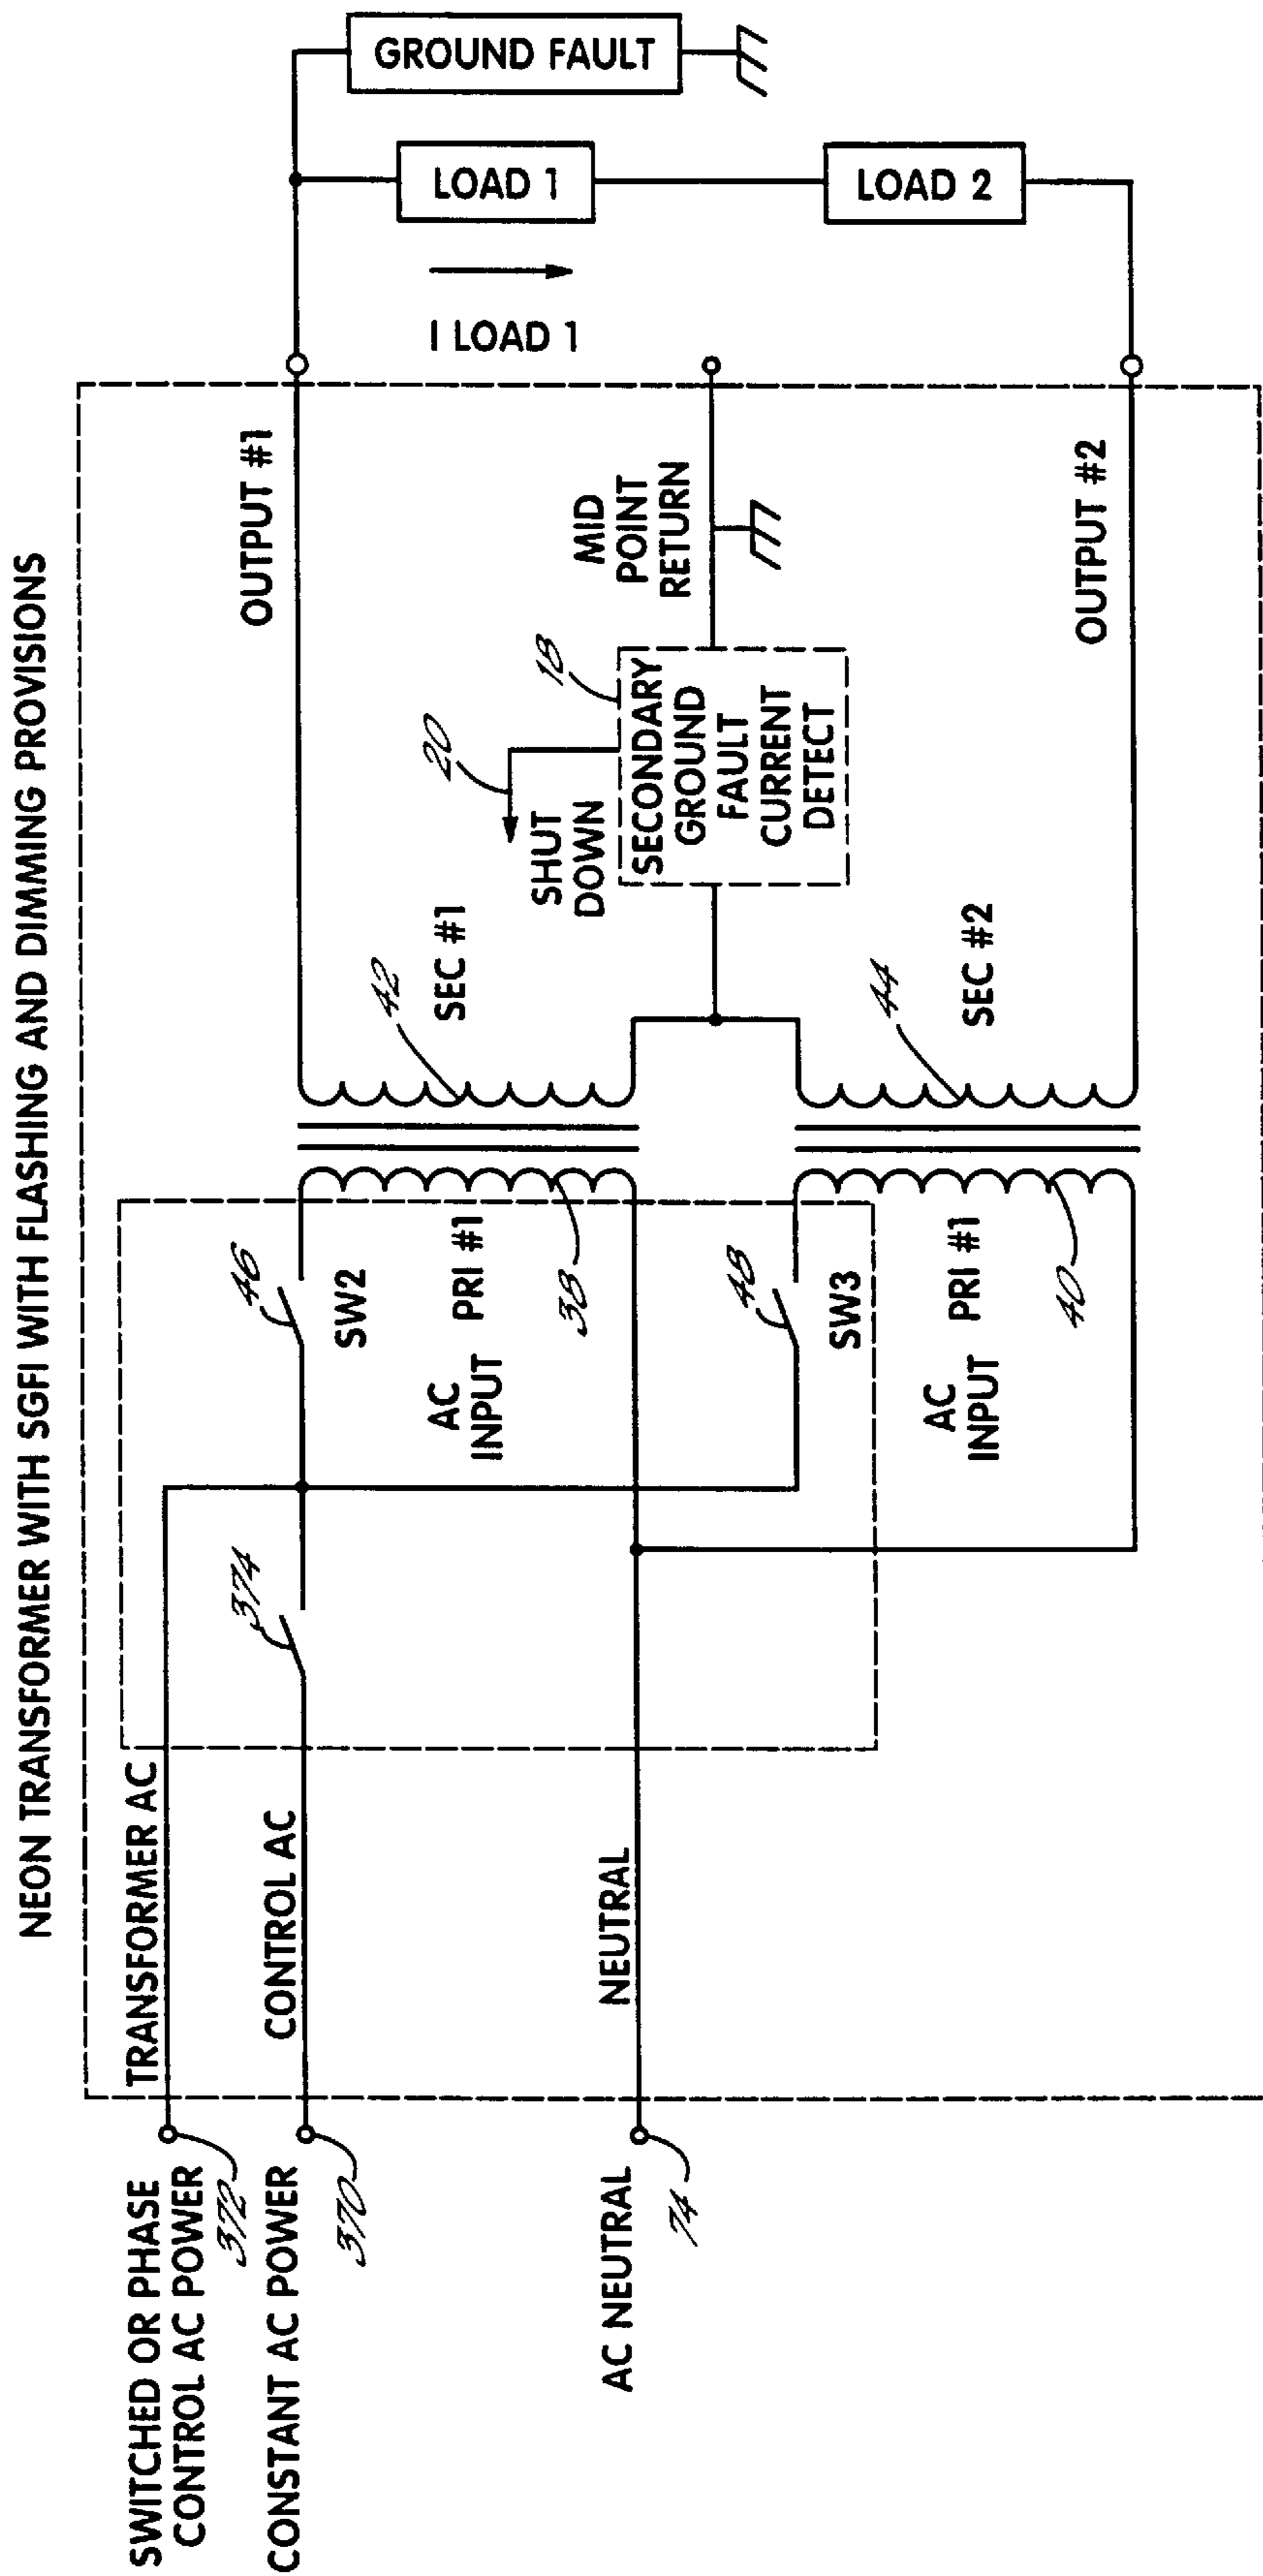 NEON TRANSFORMER WITH SGFI WITH FLASHING AND DIMMING PROVISIONS
SWITCHED OR PHASE
CONTROL AC POWER
372
CONSTANT AC POWER
370
AC NEUTRAL
74
TRANSFORMER AC
CONTROL AC
NEUTRAL
374
46
SW2
AC
INPUT
PRI #1
38
48
SW3
AC
INPUT
PRI #1
40
42
SEC #1
44
SEC #2
SHUT
DOWN
20
18
SECONDARY
GROUND
FAULT
CURRENT
DETECT
MID
POINT
RETURN
OUTPUT #1
OUTPUT #2
I LOAD 1
LOAD 1
LOAD 2
GROUND FAULT